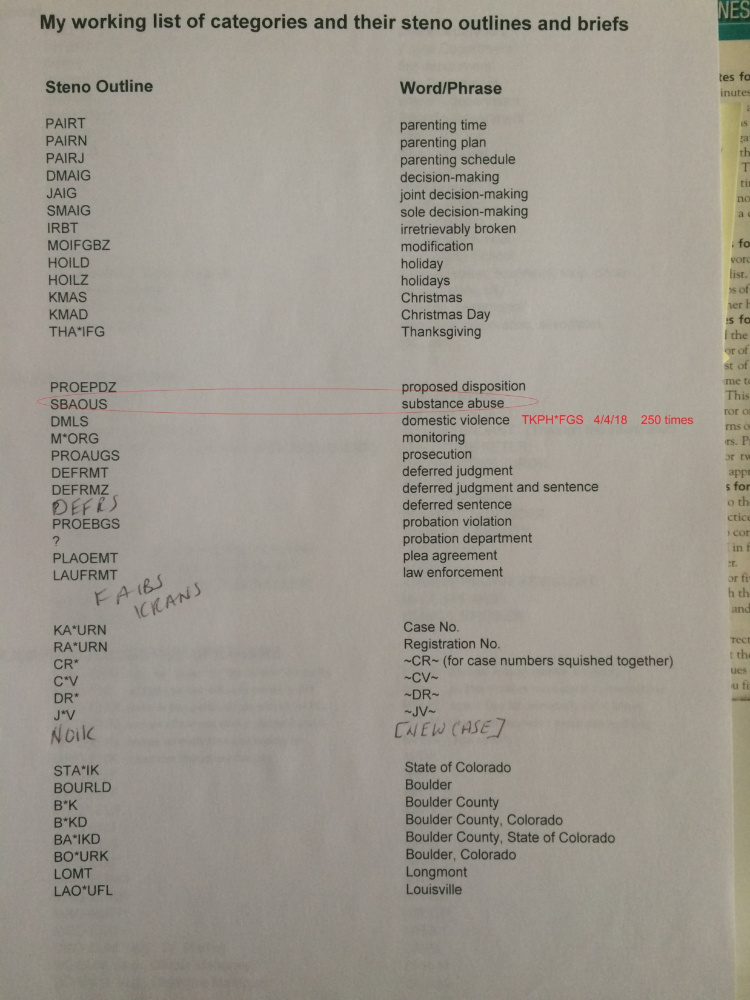 My working list of categories and their steno outlines and briefs
Steno Outline Word/Phrase
PAIRT parenting time
PAIRN parenting plan
PAIRJ parenting schedule
DMAIG decision-making
JAIG joint decision-making
SMAIG sole decision-making
IRBT irretrievably broken
MOIFGBZ modification
HOILD holiday
HOILZ holidays
KMAS Christmas
KMAD Christmas Day
THA*IFG Thanksgiving
PROEPDZ proposed disposition
SBAOUS substance abuse
DMLS domestic violence TKPH*FGS 4/4/18 250 times
M*ORG monitoring
PROAUGS prosecution
DEFRMT deferred judgment
DEFRMZ deferred judgment and sentence
DEFRS deferred sentence
PROEBGS probation violation
? probation department
PLAOEMT plea agreement
LAUFRMT law enforcement
FAIBS
KRANS
KA*URN Case No.
RA*URN Registration No.
CR* ~CR~ (for case numbers squished together)
C*V ~CV~
DR* ~DR~
J*V ~JV~
NOIK [NEW CASE]
STA*IK State of Colorado
BOURLD Boulder
B*K Boulder County
B*KD Boulder County, Colorado
BA*IKD Boulder County, State of Colorado
BO*URK Boulder, Colorado
LOMT Longmont
LAO*UFL Louisville